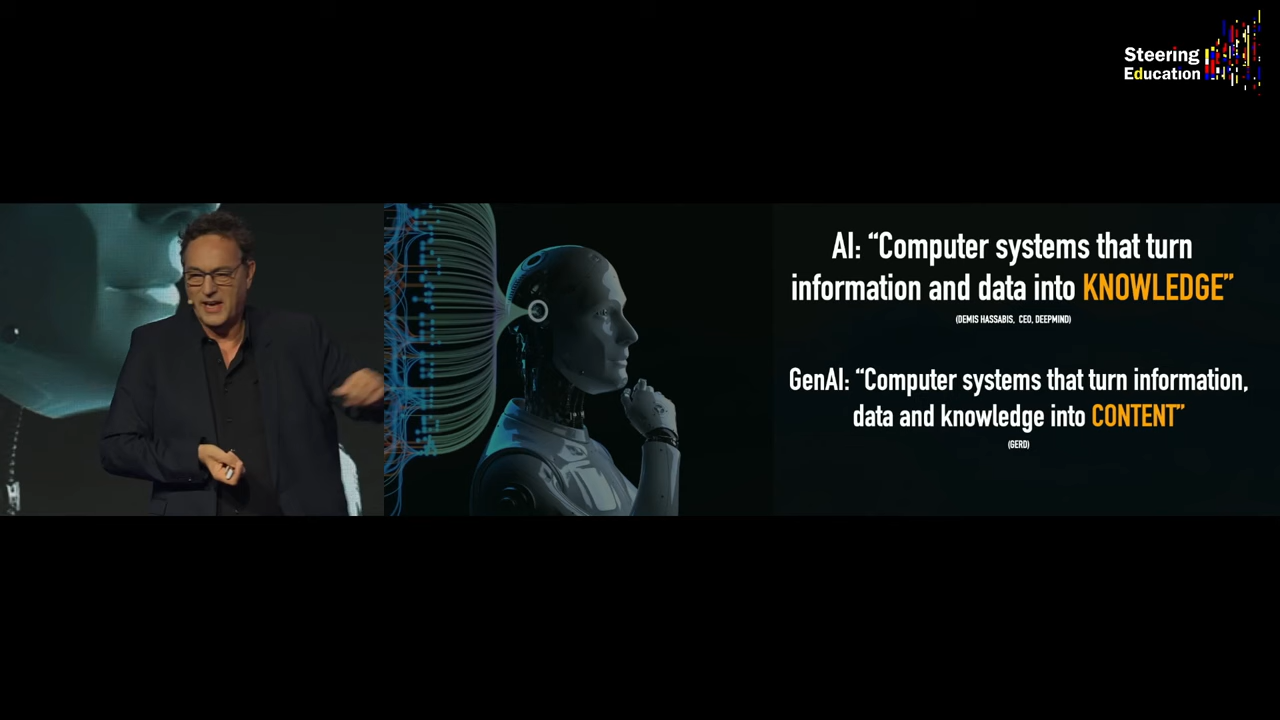 Steering
Education
AI: “Computer systems that turn
information and data into KNOWLEDGE”
(DEMIS HASSABIS, CEO, DEEPMIND)
GenAI: “Computer systems that turn information,
data and knowledge into CONTENT”
(GERD)